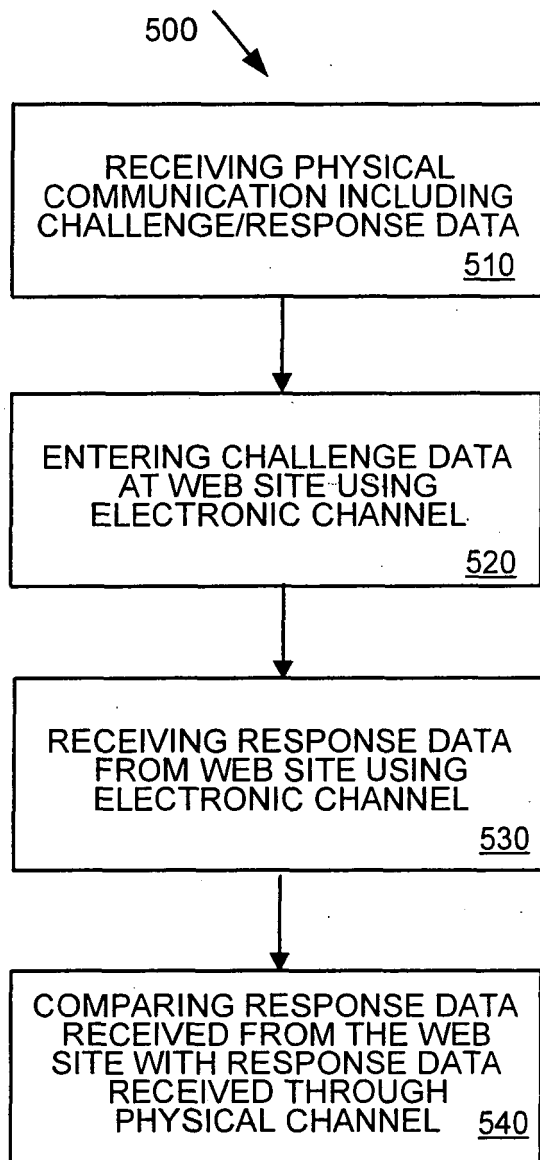 500
RECEIVING PHYSICAL
COMMUNICATION INCLUDING
CHALLENGE/RESPONSE DATA
510
ENTERING CHALLENGE DATA
AT WEB SITE USING
ELECTRONIC CHANNEL
520
RECEIVING RESPONSE DATA
FROM WEB SITE USING
ELECTRONIC CHANNEL
530
COMPARING RESPONSE DATA
RECEIVED FROM THE WEB
SITE WITH RESPONSE DATA
RECEIVED THROUGH
PHYSICAL CHANNEL
540